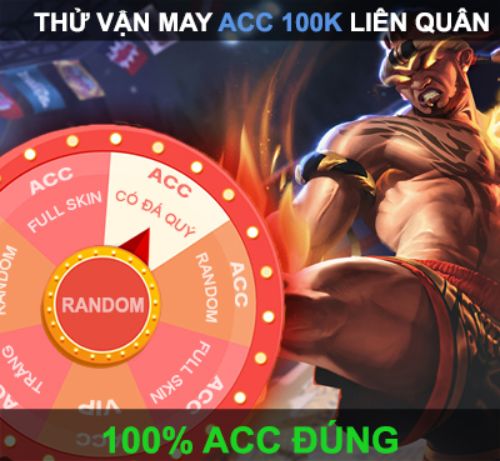 THỬ VẬN MAY ACC 100K LIÊN QUÂN
ACC
FULL SKIN
ACC
CÓ ĐÁ QUÝ
ACC
RANDOM
ACC
FULL SKIN
VIP
TRẮNG
RANDOM
RANDOM
100% ACC ĐÚNG